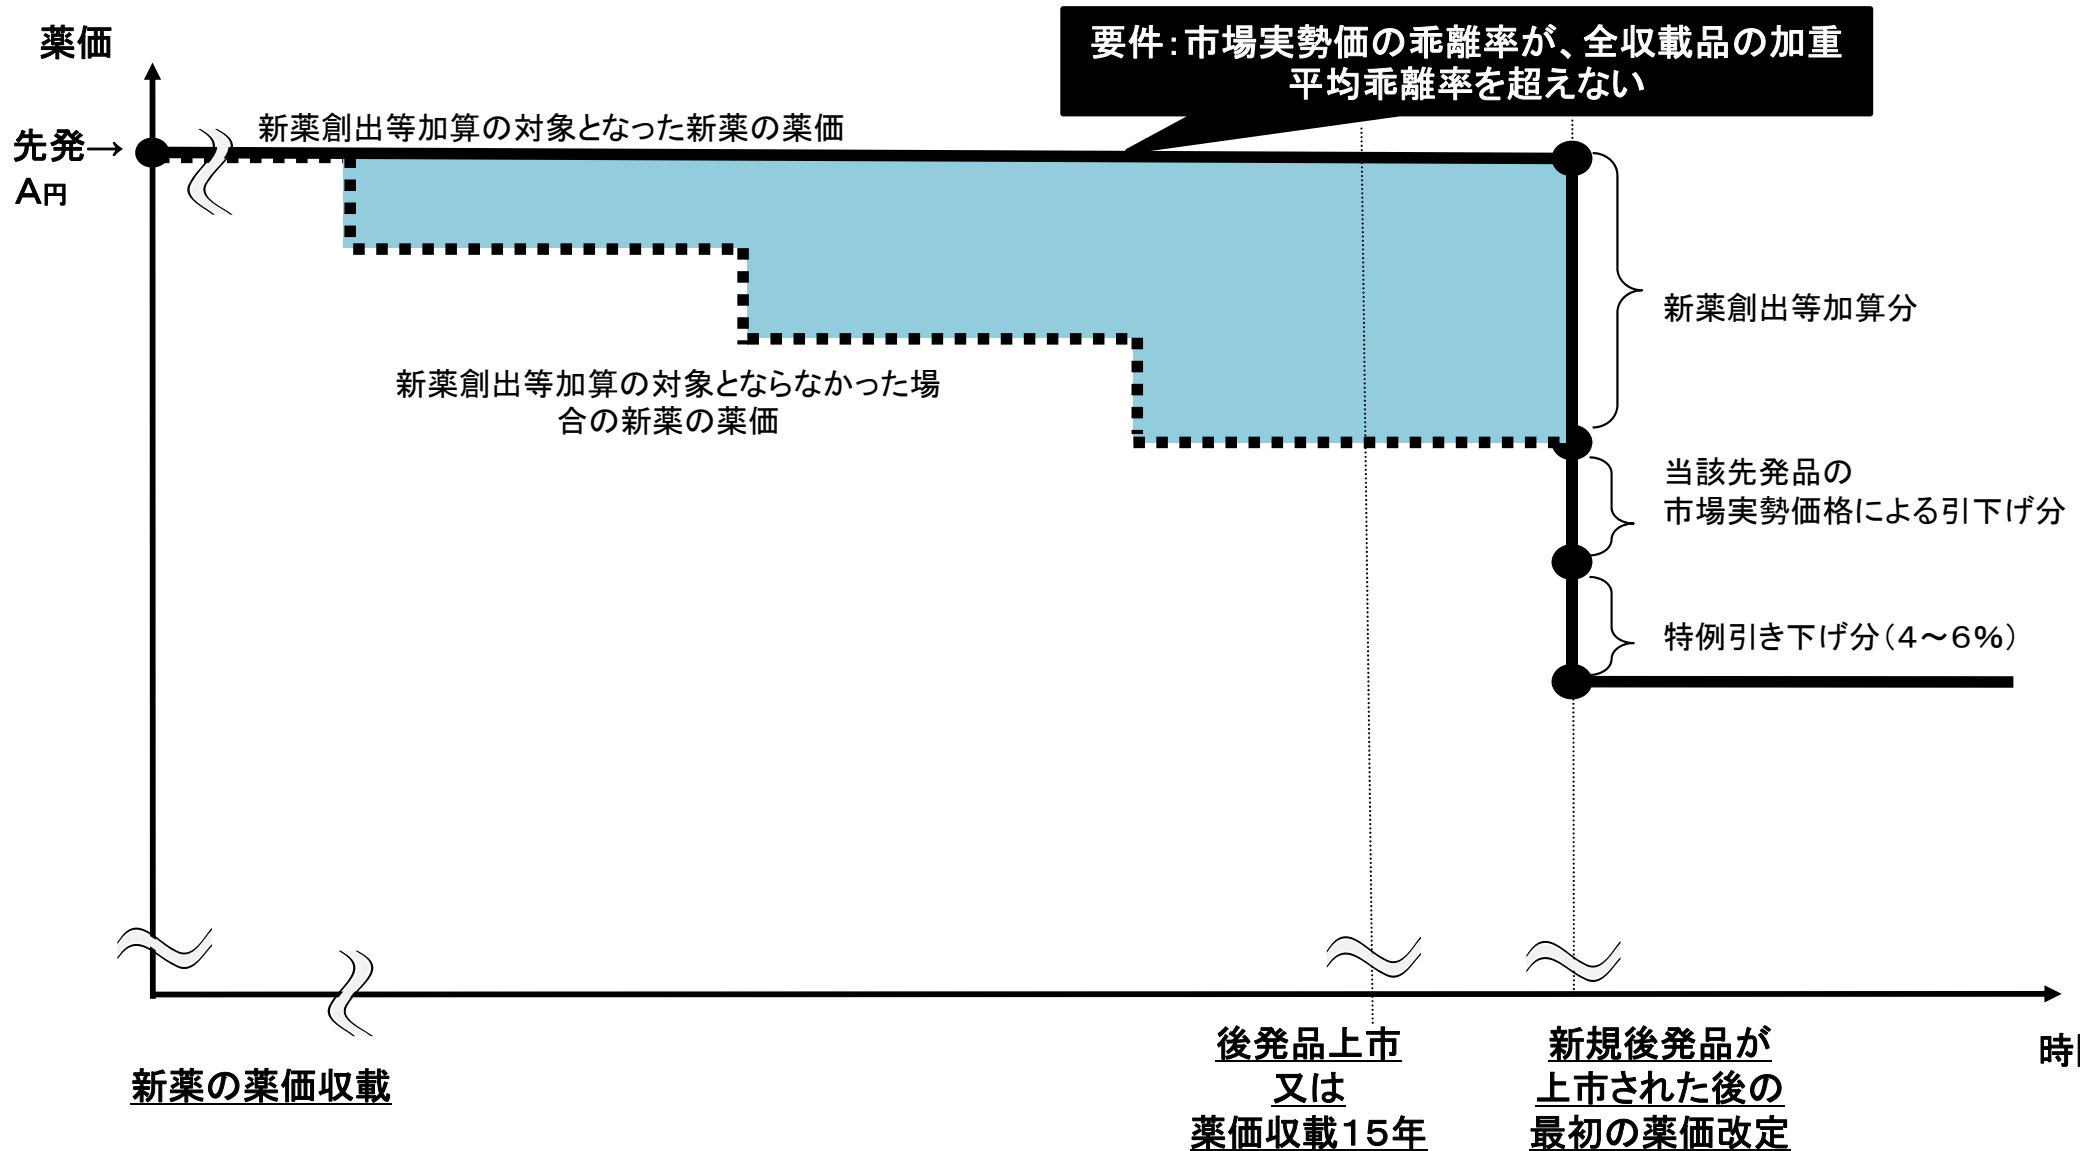 薬価
要件：市場実勢価の乖離率が、全収載品の加重
平均乖離率を超えない
新薬創出等加算の対象となった新薬の薬価
先発→
A円
新薬創出等加算分
新薬創出等加算の対象とならなかった場
合の新薬の薬価
当該先発品の
市場実勢価格による引下げ分
特例引き下げ分（４～６%）
新薬の薬価収載
後発品上市
又は
薬価収載１５年
新規後発品が
上市された後の
最初の薬価改定
時